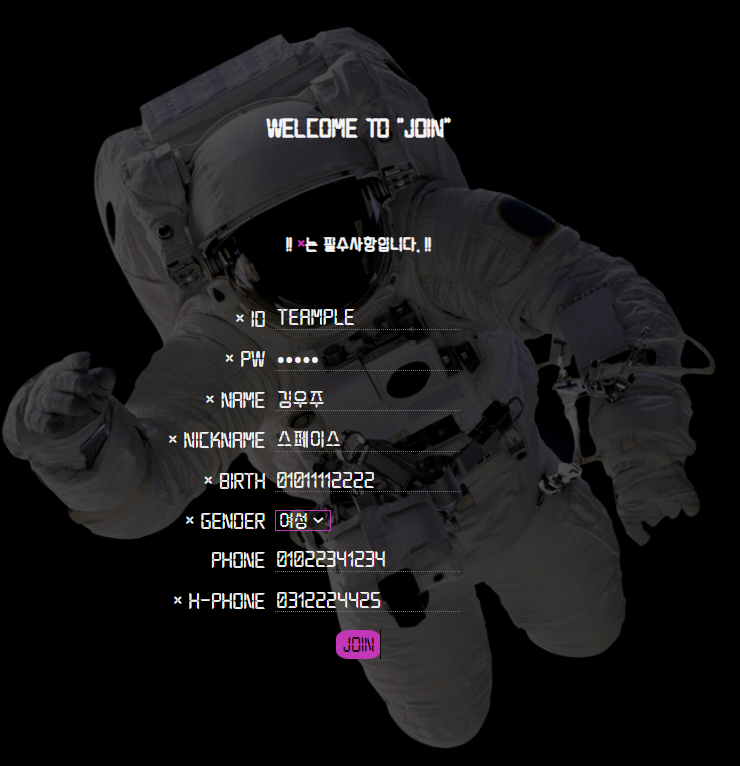 WELCOME TO "JOIN"
!! *는 필수사항입니다. !!
* ID TEAMPLE
* PW •••••
* NAME 김우주
* NICKNAME 스페이스
* BIRTH 01011112222
* GENDER 여성
PHONE 01022341234
* H-PHONE 0312224425
JOIN